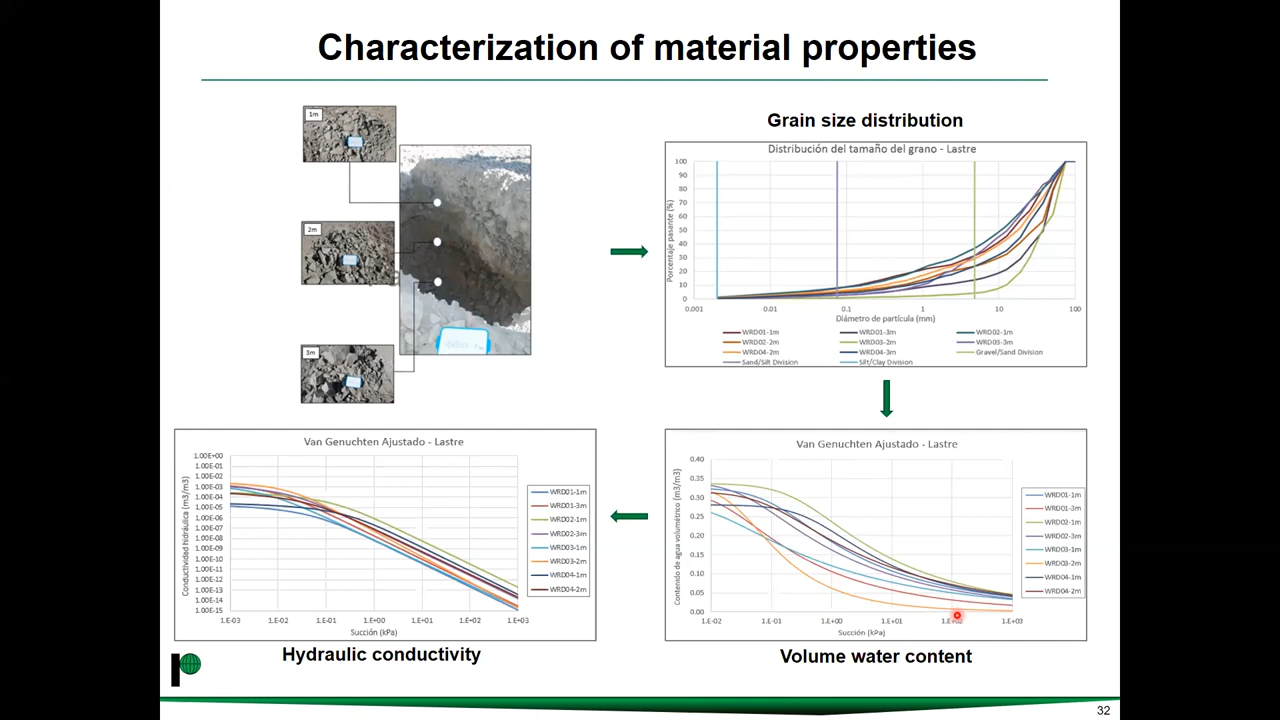 Characterization of material properties
1m
2m
3m
Grain size distribution
Distribución del tamaño del grano - Lastre
Porcentaje pasante (%)
100
90
80
70
60
50
40
30
20
10
0
0.001 0.01 0.1 1 10 100
Diámetro de partícula (mm)
WRD01-1m WRD01-3m WRD02-1m
WRD02-2m WRD03-2m WRD03-3m
WRD04-2m WRD04-3m Gravel/Sand Division
Sand/Silt Division Silt/Clay Division
Van Genuchten Ajustado - Lastre
Conductividad hidráulica (m3/m3)
1.00E+00
1.00E-01
1.00E-02
1.00E-03
1.00E-04
1.00E-05
1.00E-06
1.00E-07
1.00E-08
1.00E-09
1.00E-10
1.00E-11
1.00E-12
1.00E-13
1.00E-14
1.00E-15
1.E-03 1.E-02 1.E-01 1.E+00 1.E+01 1.E+02 1.E+03
Succión (kPa)
WRD01-1m
WRD01-3m
WRD02-1m
WRD02-3m
WRD03-1m
WRD03-2m
WRD04-1m
WRD04-2m
Hydraulic conductivity
Van Genuchten Ajustado - Lastre
Contenido de agua volumétrico (m3/m3)
0.40
0.35
0.30
0.25
0.20
0.15
0.10
0.05
0.00
1.E-02 1.E-01 1.E+00 1.E+01 1.E+02 1.E+03
Succión (kPa)
WRD01-1m
WRD01-3m
WRD02-1m
WRD02-3m
WRD03-1m
WRD03-2m
WRD04-1m
WRD04-2m
Volume water content
32